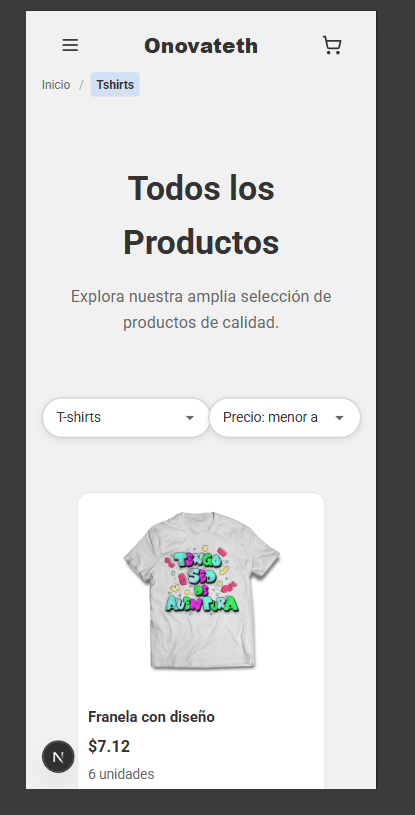 Onovateth
Inicio / Tshirts
Todos los
Productos
Explora nuestra amplia selección de
productos de calidad.
T-shirts
Precio: menor a
TENGO
SED
DE
AVENTURA
Franela con diseño
$7.12
N
6 unidades